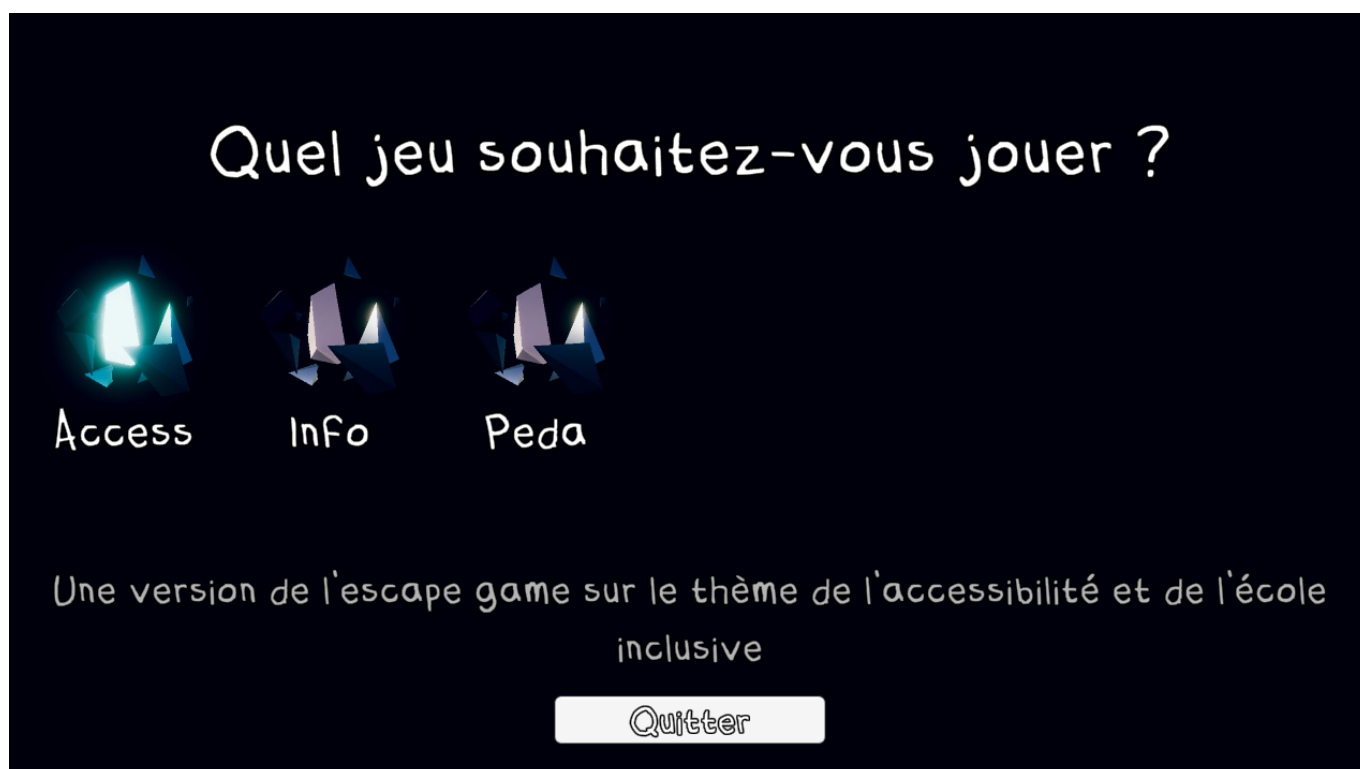 Quel jeu souhaitez-vous jouer ?
Access Info Peda
Une version de l'escape game sur le thème de l'accessibilité et de l'école
inclusive
Quitter